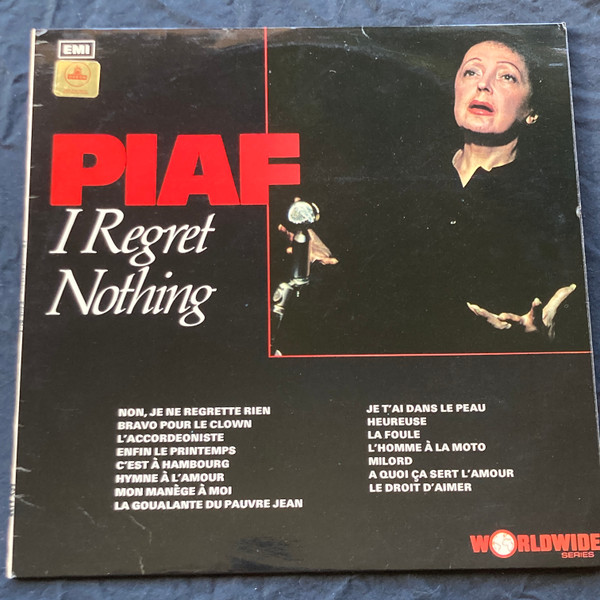 EMI
PIAF
I Regret
Nothing
NON, JE NE REGRETTE RIEN
BRAVO POUR LE CLOWN
L'ACCORDEONISTE
ENFIN LE PRINTEMPS
C'EST À HAMBOURG
HYMNE À L'AMOUR
MON MANÈGE À MOI
LA GOUALANTE DU PAUVRE JEAN
JE T'AI DANS LE PEAU
HEUREUSE
LA FOULE
L'HOMME À LA MOTO
MILORD
A QUOI ÇA SERT L'AMOUR
LE DROIT D'AIMER
WORLDWIDE
SERIES